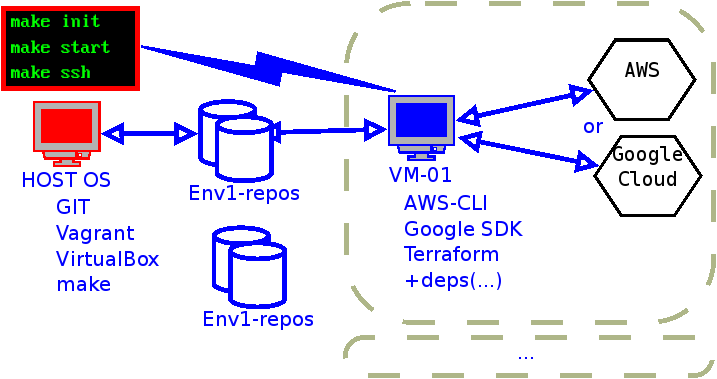 make init
make start
make ssh
HOST OS
GIT
Vagrant
VirtualBox
make
Env1-repos
Env1-repos
VM-01
AWS-CLI
Google SDK
Terraform
+deps(...)
AWS
or
Google
Cloud
...